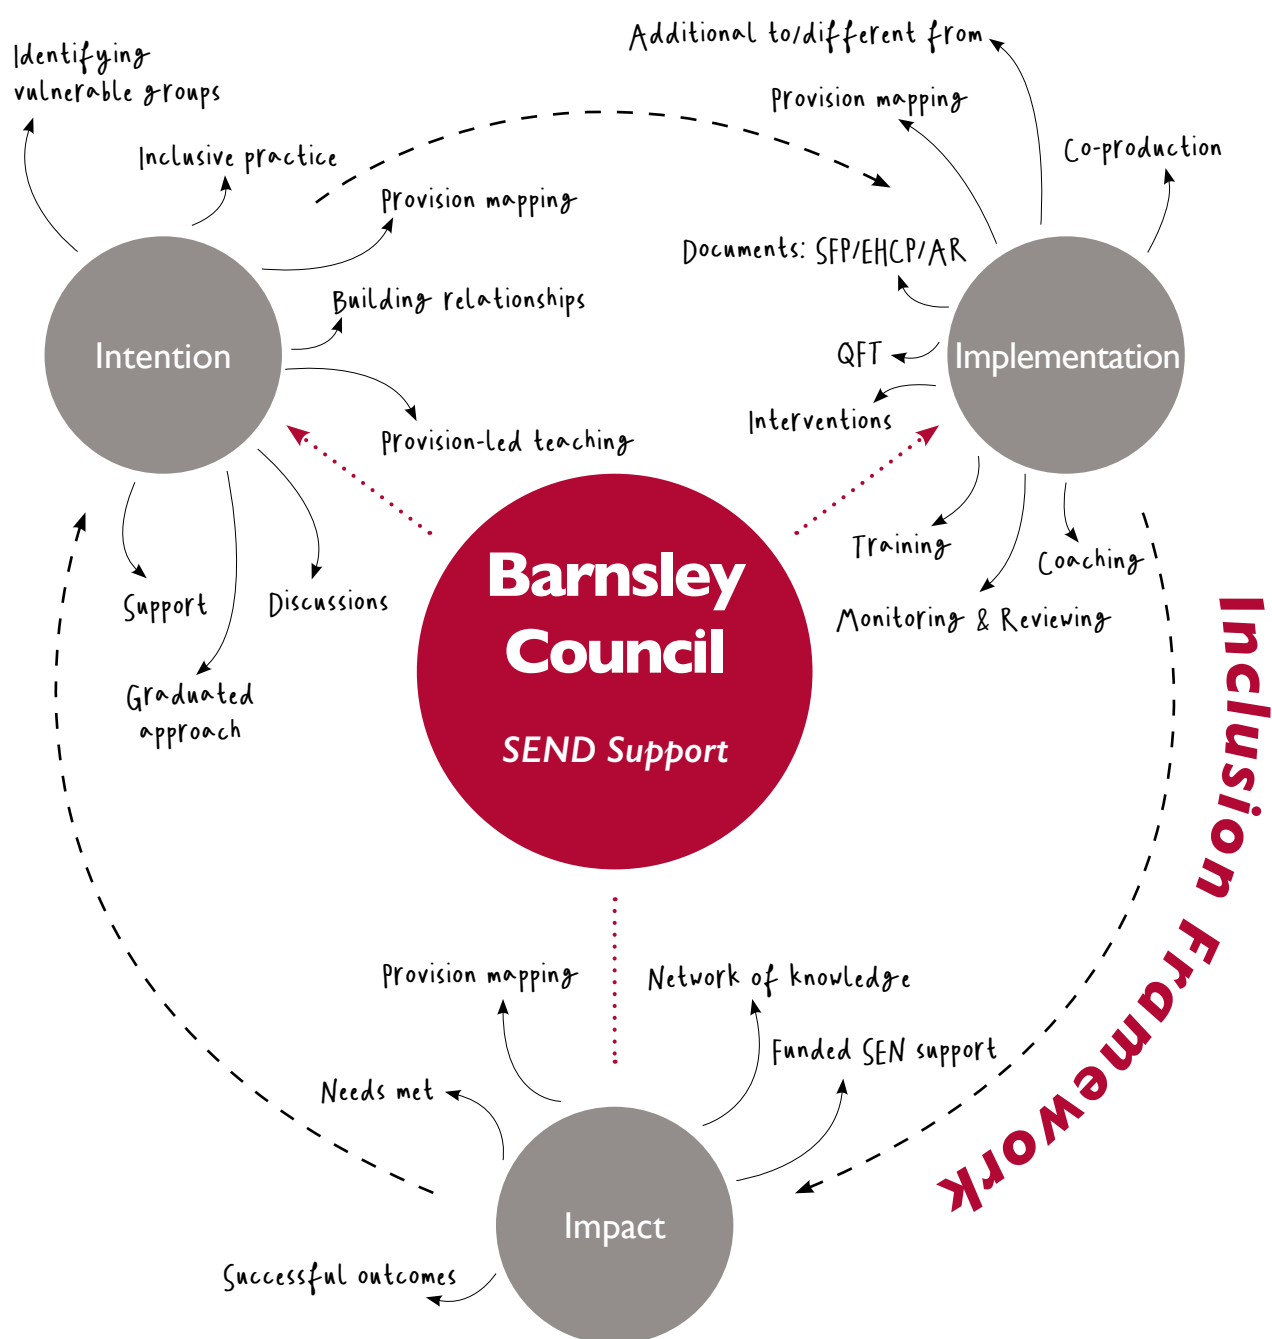 Identifying
vulnerable groups
Inclusive practice
Provision mapping
Building relationships
Intention
Provision-led teaching
Support
Discussions
Graduated
approach
Additional to/different from
Provision mapping
Co-production
Documents: SFP/EHCP/AR
QFT
Implementation
Interventions
Training
Coaching
Monitoring & Reviewing
Barnsley
Council
SEND Support
Inclusion Framework
Provision mapping
Network of knowledge
Funded SEN support
Needs met
Impact
Successful outcomes